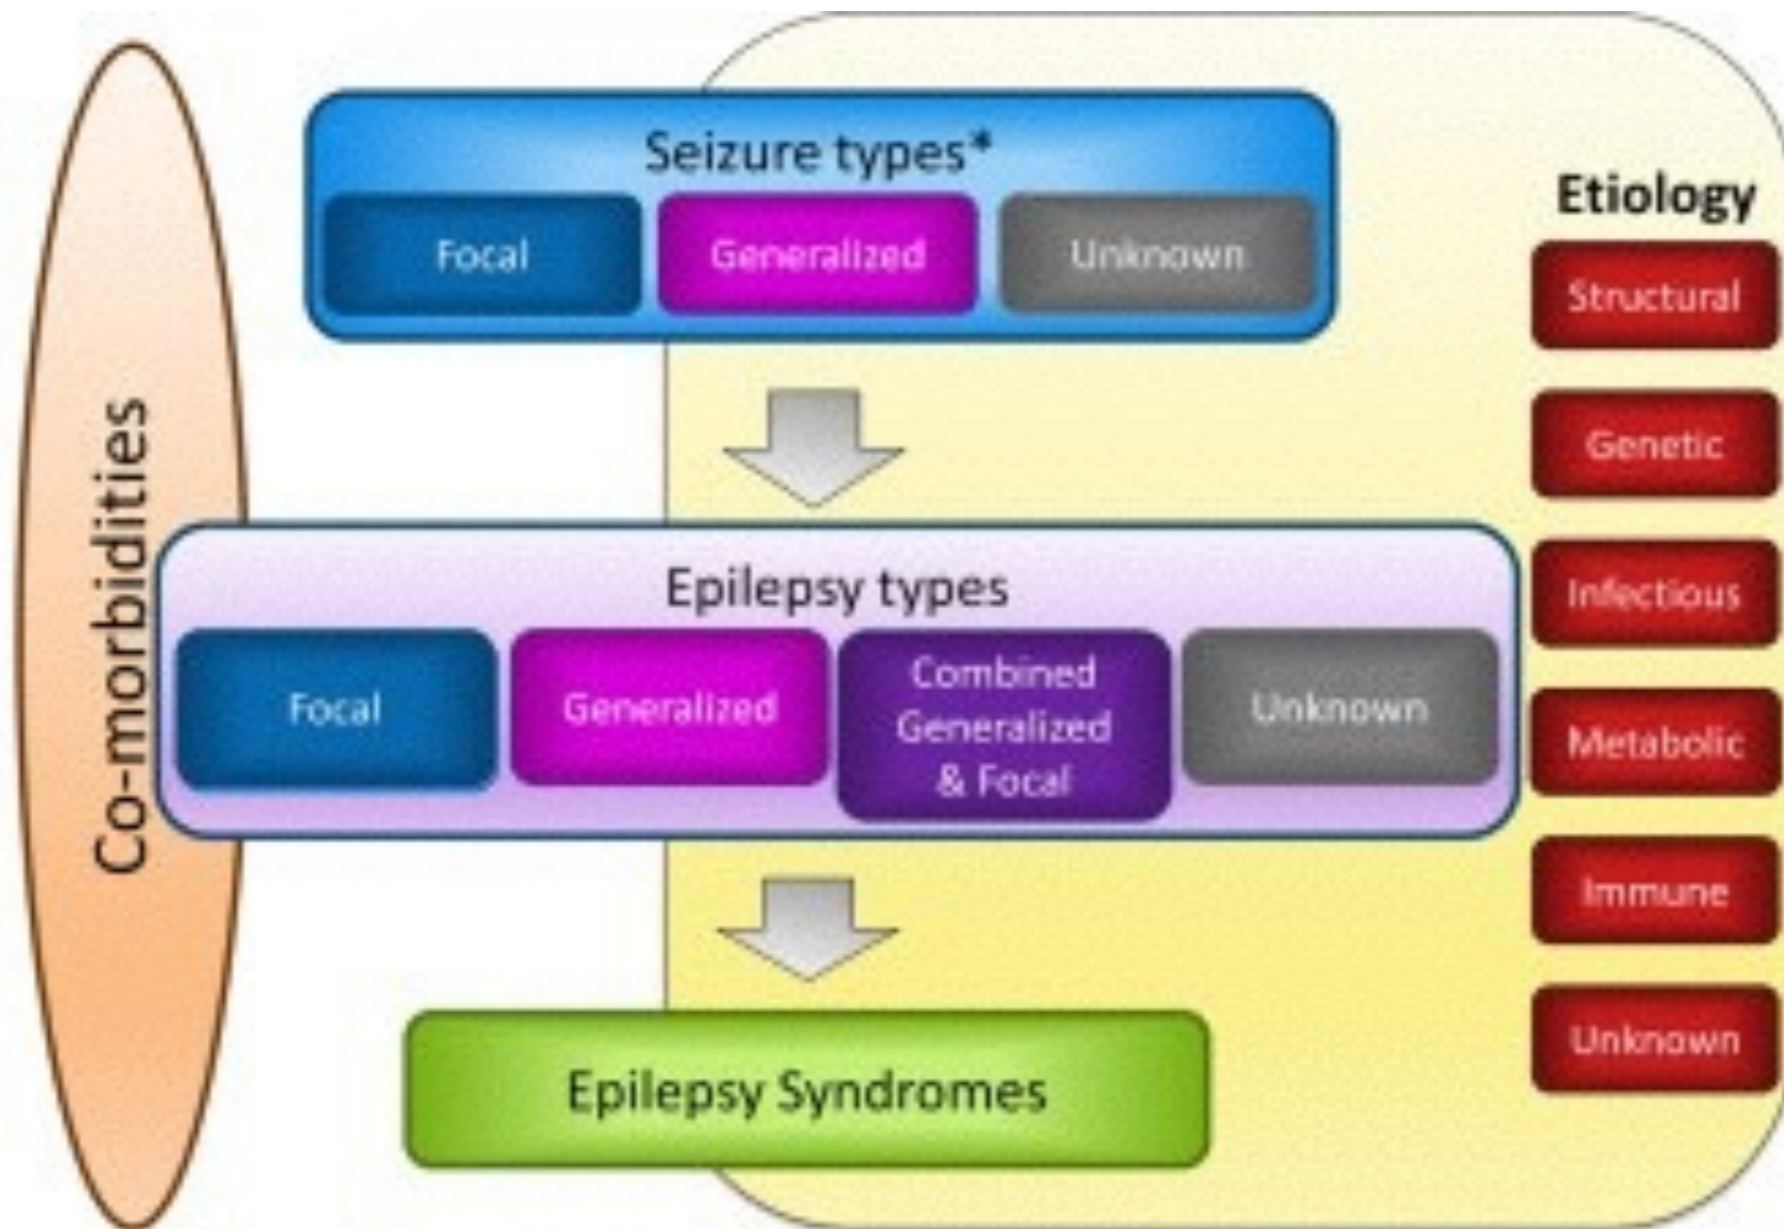 Co-morbidities
Seizure types*
Focal
Generalized
Unknown
Epilepsy types
Focal
Generalized
Combined
Generalized
& Focal
Unknown
Epilepsy Syndromes
Etiology
Structural
Genetic
Infectious
Metabolic
Immune
Unknown